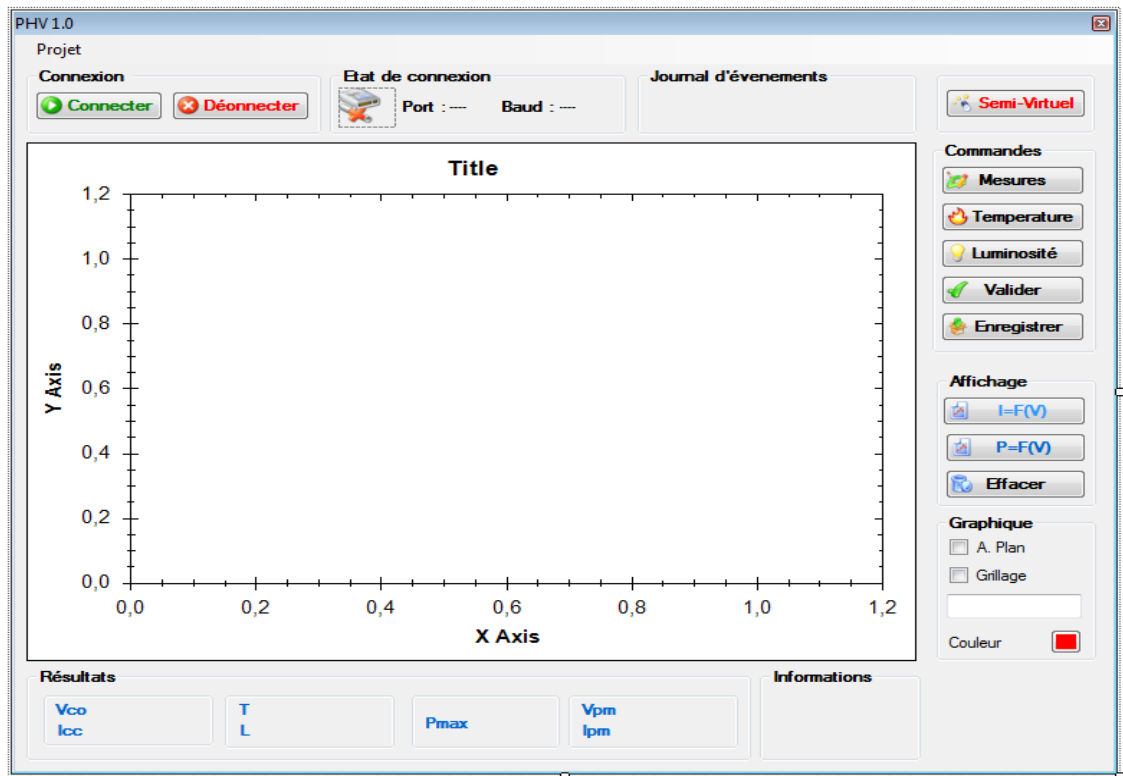 PHV 1.0
Projet
Connexion
Connecter
Déonnecter
Etat de connexion
Port : ---- Baud : ----
Journal d'évenements
Semi-Virtuel
Title
1,2
1,0
0,8
0,6
0,4
0,2
0,0
Y Axis
0,0 0,2 0,4 0,6 0,8 1,0 1,2
X Axis
Commandes
Mesures
Temperature
Luminosité
Valider
Enregistrer
Affichage
I=F(V)
P=F(V)
Effacer
Graphique
A. Plan
Grillage
Couleur
Résultats
Vco
Icc
T
L
Pmax
Vpm
Ipm
Informations